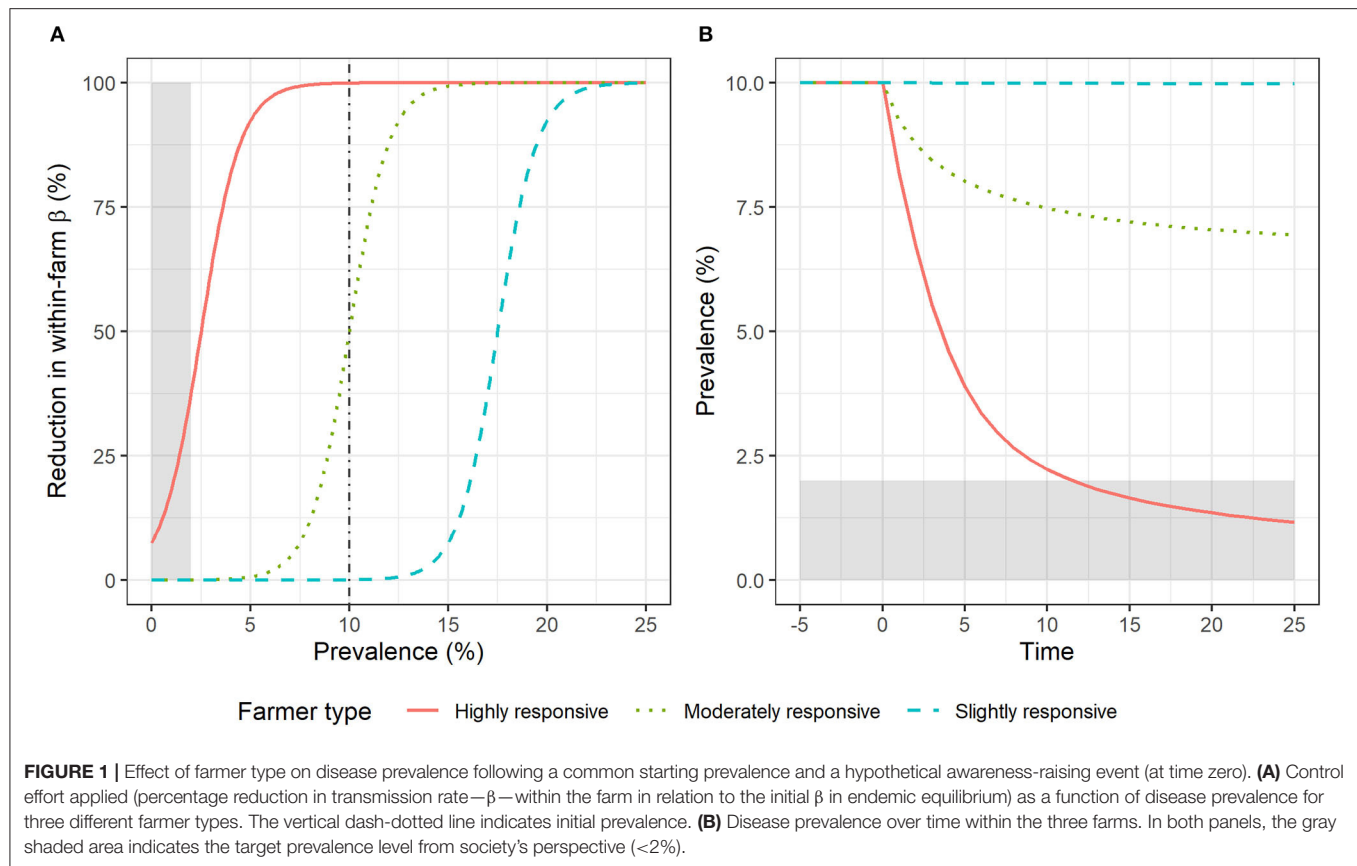 A
B
100
75
50
25
0
Reduction in within-farm β (%)
0
5
10
15
20
25
Prevalence (%)
10.0
7.5
5.0
2.5
0.0
Prevalence (%)
-5
0
5
10
15
20
25
Time
Farmer type
Highly responsive
Moderately responsive
Slightly responsive
FIGURE 1 | Effect of farmer type on disease prevalence following a common starting prevalence and a hypothetical awareness-raising event (at time zero). (A) Control
effort applied (percentage reduction in transmission rate—β—within the farm in relation to the initial β in endemic equilibrium) as a function of disease prevalence for
three different farmer types. The vertical dash-dotted line indicates initial prevalence. (B) Disease prevalence over time within the three farms. In both panels, the gray
shaded area indicates the target prevalence level from society's perspective (<2%).